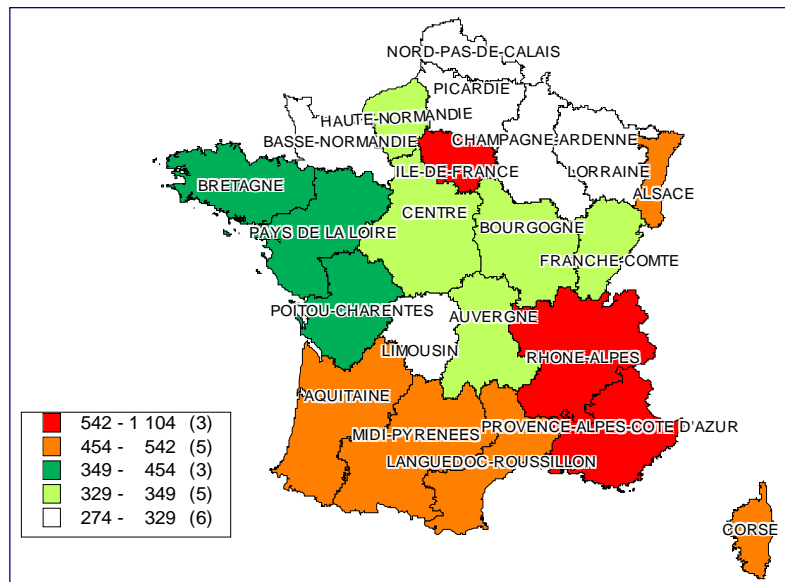 NORD-PAS-DE-CALAIS
PICARDIE
HAUTE-NORMANDIE
BASSE-NORMANDIE
CHAMPAGNE-ARDENNE
ILE-DE-FRANCE
LORRAINE
ALSACE
BRETAGNE
CENTRE
PAYS DE LA LOIRE
BOURGOGNE
FRANCHE-COMTE
POITOU-CHARENTES
AUVERGNE
LIMOUSIN
RHONE-ALPES
AQUITAINE
MIDI-PYRENEES
PROVENCE-ALPES-COTE D'AZUR
LANGUEDOC-ROUSSILLON
CORSE
542 - 1 104 (3)
454 - 542 (5)
349 - 454 (3)
329 - 349 (5)
274 - 329 (6)